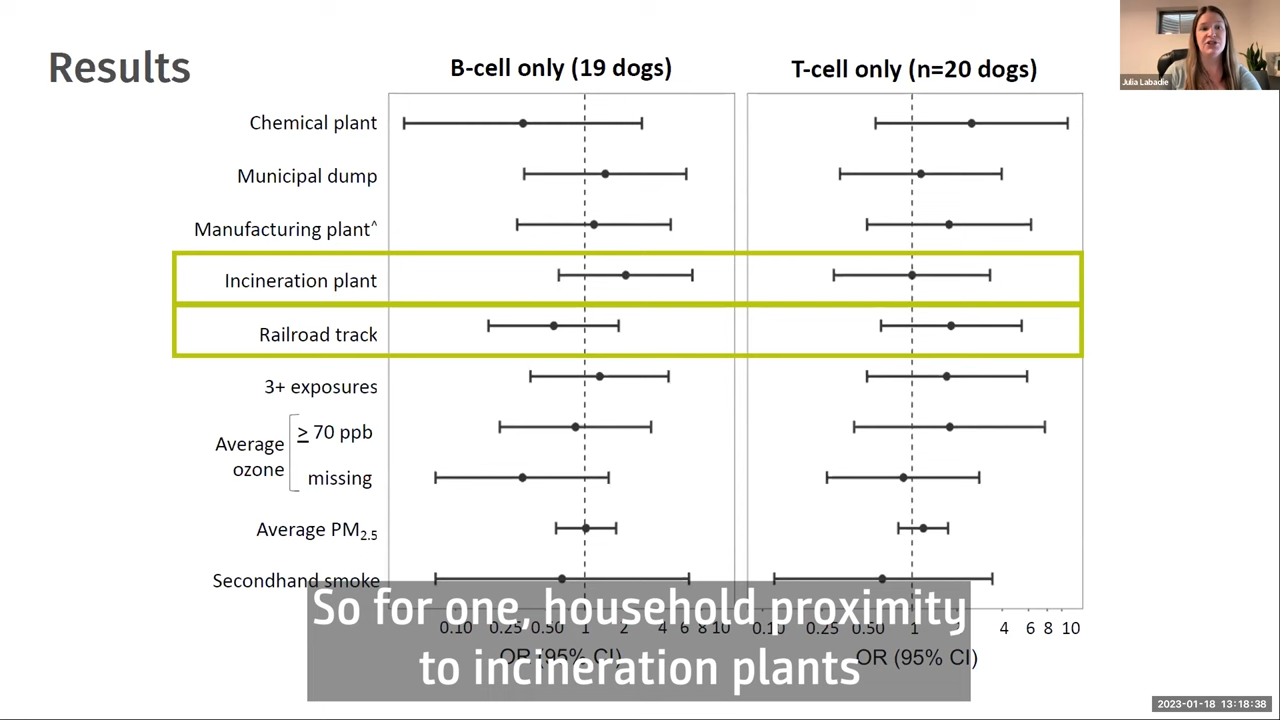 Results
B-cell only (19 dogs)
T-cell only (n=20 dogs)
Julia Labadie
Chemical plant
Municipal dump
Manufacturing plant^
Incineration plant
Railroad track
3+ exposures
Average ozone
≥ 70 ppb
missing
Average PM2.5
Secondhand smoke
0.10 0.25 0.50 1 2 4 6 8 10
0.10 0.25 0.50 1 2 4 6 8 10
OR (95% CI)
OR (95% CI)
So for one, household proximity
to incineration plants
2023-01-18 13:18:38